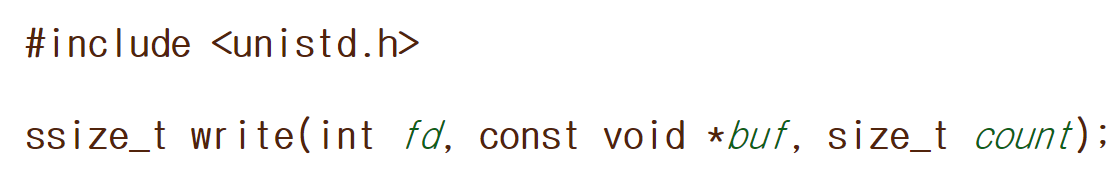 #include <unistd.h>
ssize_t write(int fd, const void *buf, size_t count);